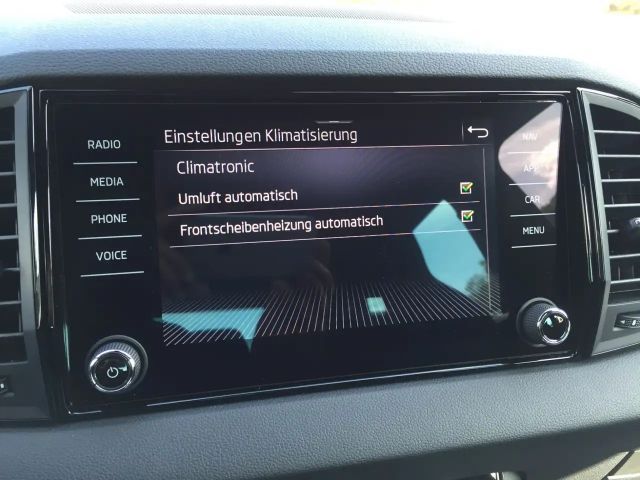 RADIO
MEDIA
PHONE
VOICE
Einstellungen Klimatisierung
Climatronic
Umluft automatisch
Frontscheibenheizung automatisch
NAV
APP
CAR
MENU